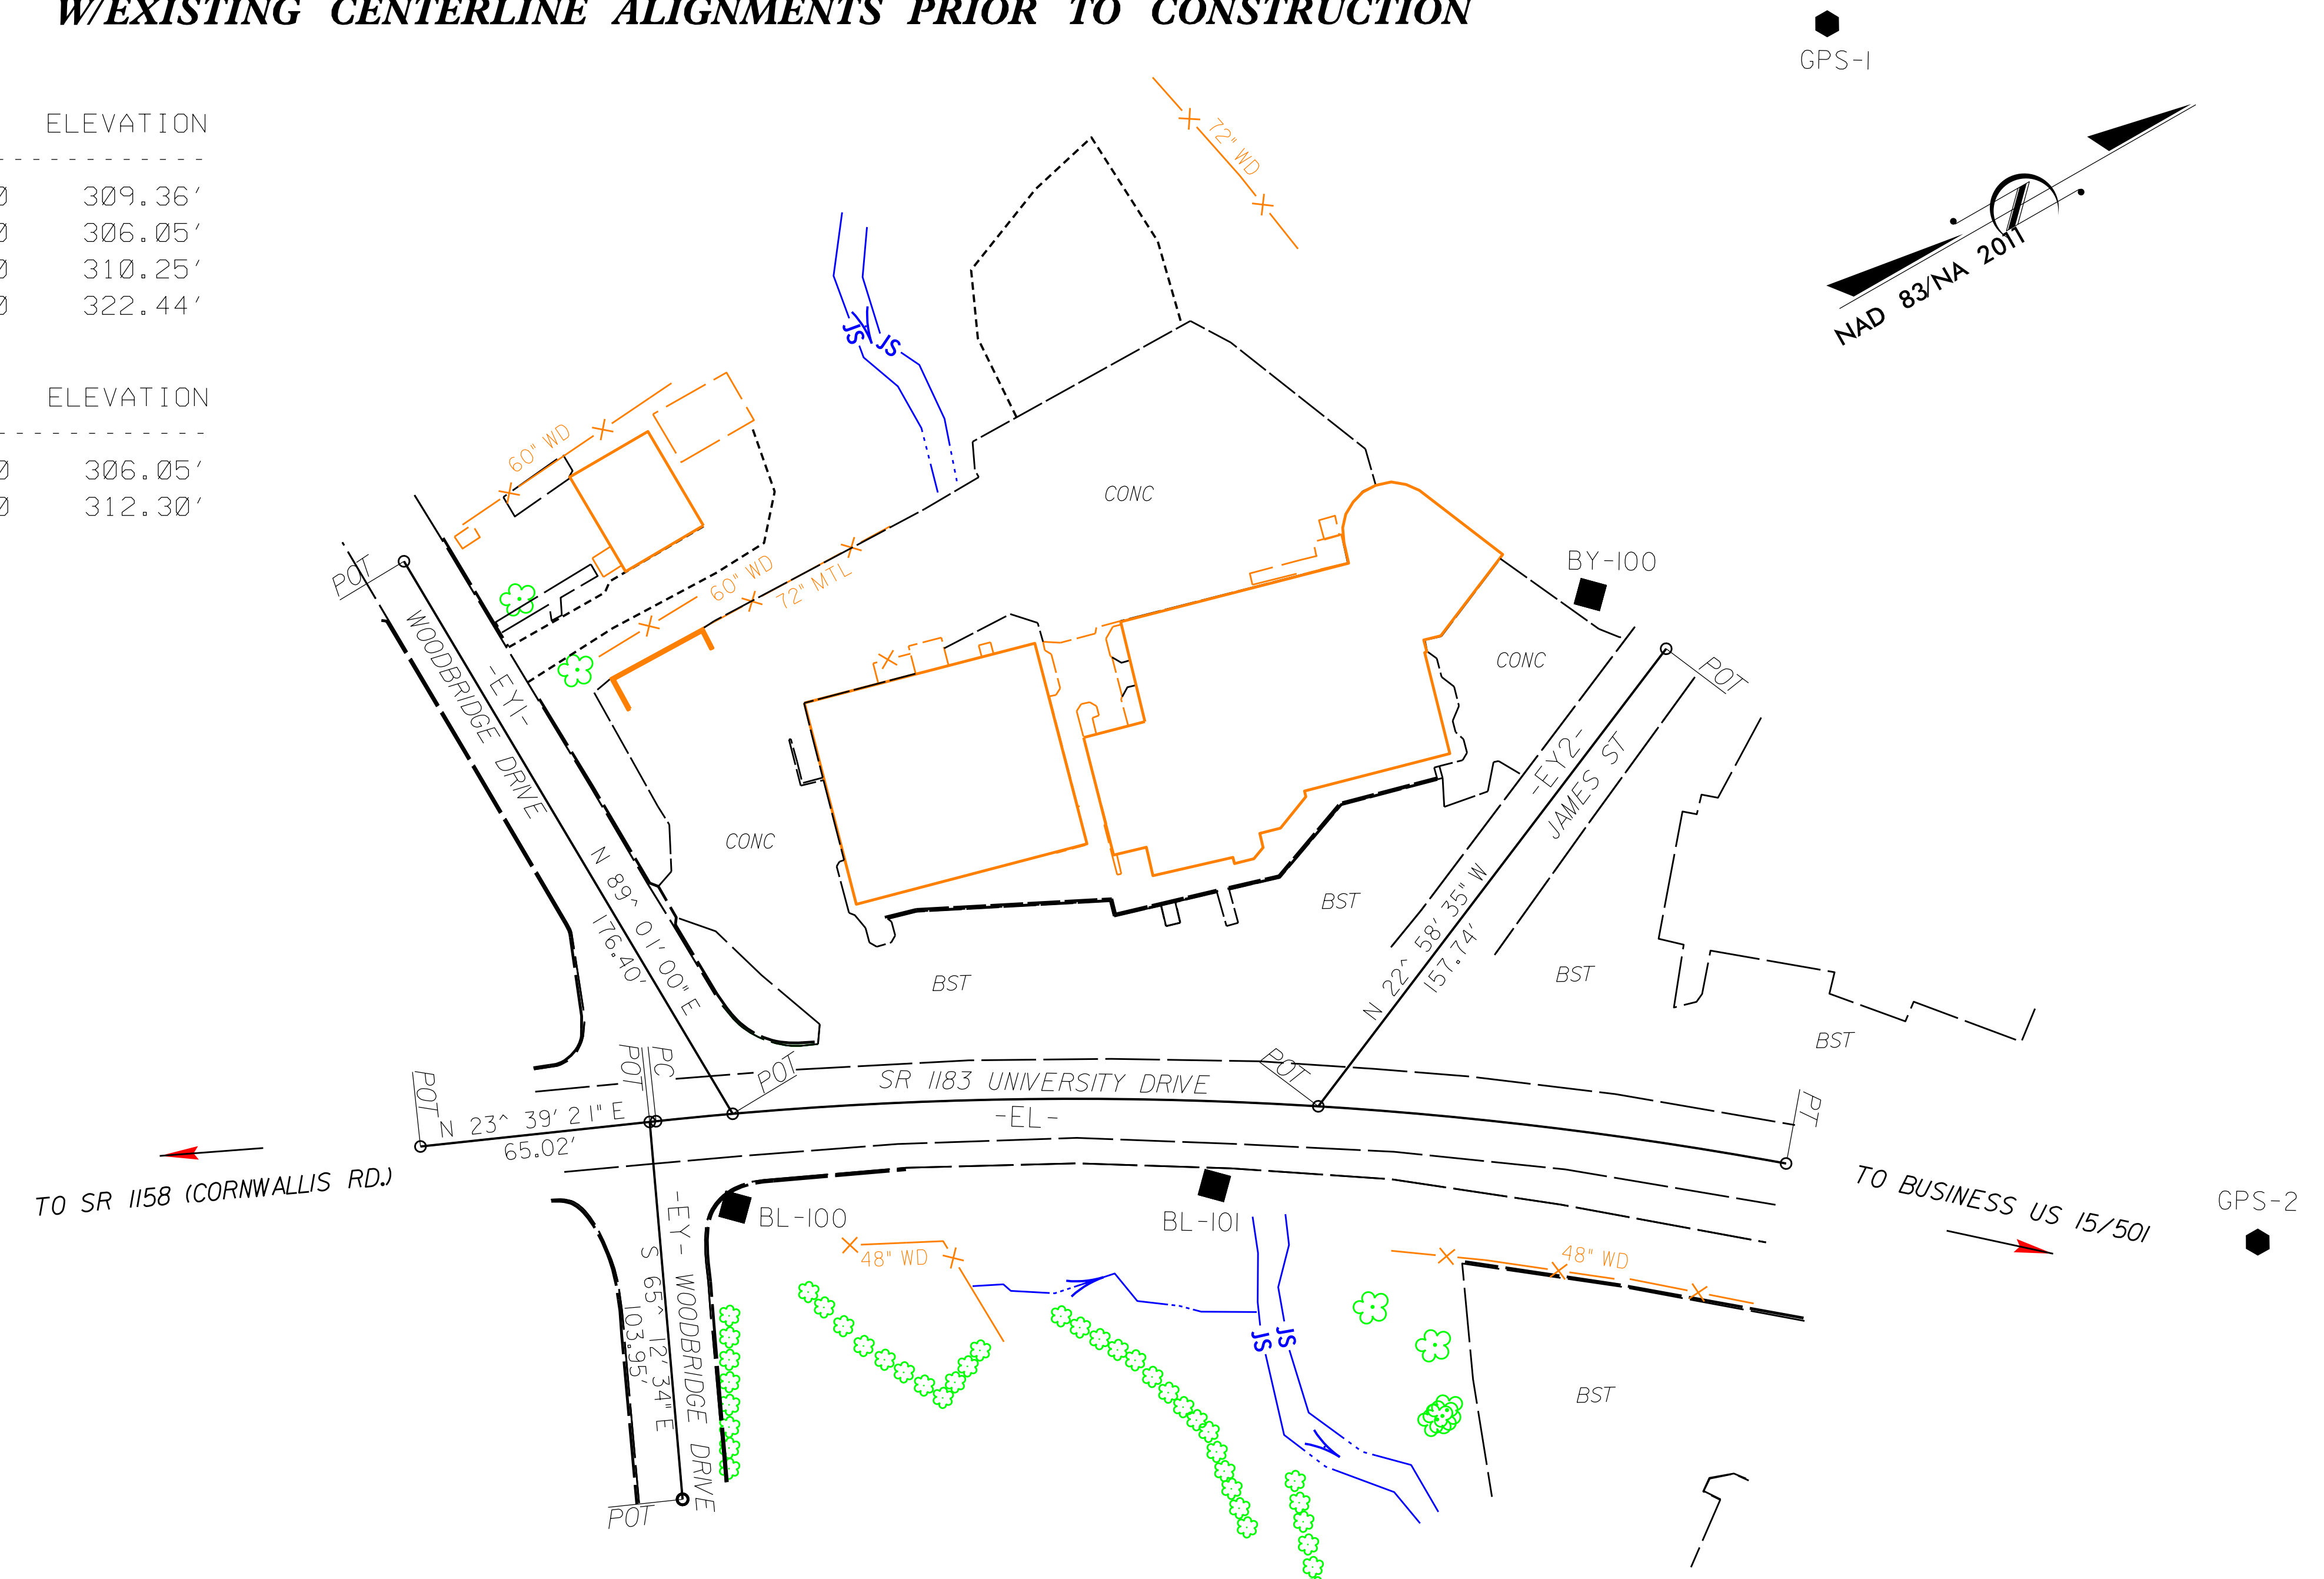 W/EXISTING CENTERLINE ALIGNMENTS PRIOR TO CONSTRUCTION
GPS-1
ELEVATION
309.36'
306.05'
310.25'
322.44'
ELEVATION
306.05'
312.30'
72" WD
NAD 83/NA 2011
JS
JS
60" WD
CONC
60" WD
72" MTL
BY-100
POT
WOODBRIDGE DRIVE
-EY1-
CONC
POT
-EY2-
JAMES ST
CONC
N 89^ 01' 00" E
176.40'
BST
N 22^ 58' 35" W
157.74'
BST
BST
BST
POT
POT
PC
POT
SR 1183 UNIVERSITY DRIVE
-EL-
POT
PT
N 23^ 39' 21" E
65.02'
TO SR 1158 (CORNWALLIS RD.)
TO BUSINESS US 15/501
GPS-2
BL-100
BL-101
-EY- WOODBRIDGE DRIVE
S 65^ 12' 34" E
103.95'
48" WD
48" WD
JS
JS
BST
POT